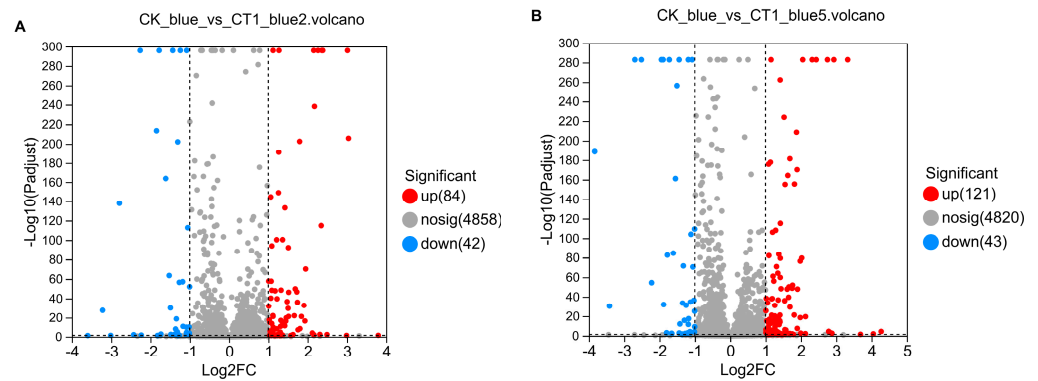 A
CK_blue_vs_CT1_blue2.volcano
-Log10(Padjust)
300
280
260
240
220
200
180
160
140
120
100
80
60
40
20
0
-4 -3 -2 -1 0 1 2 3 4
Log2FC
Significant
up(84)
nosig(4858)
down(42)
B
CK_blue_vs_CT1_blue5.volcano
-Log10(Padjust)
300
280
260
240
220
200
180
160
140
120
100
80
60
40
20
0
-4 -3 -2 -1 0 1 2 3 4 5
Log2FC
Significant
up(121)
nosig(4820)
down(43)